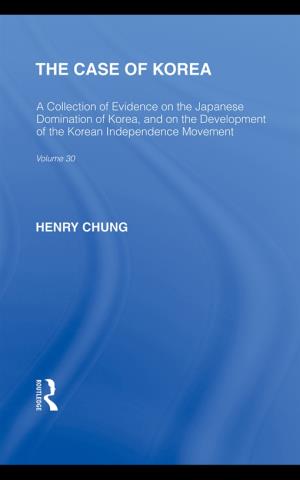 THE CASE OF KOREA
A Collection of Evidence on the Japanese
Domination of Korea, and on the Development
of the Korean Independence Movement
Volume 30
HENRY CHUNG
ROUTLEDGE